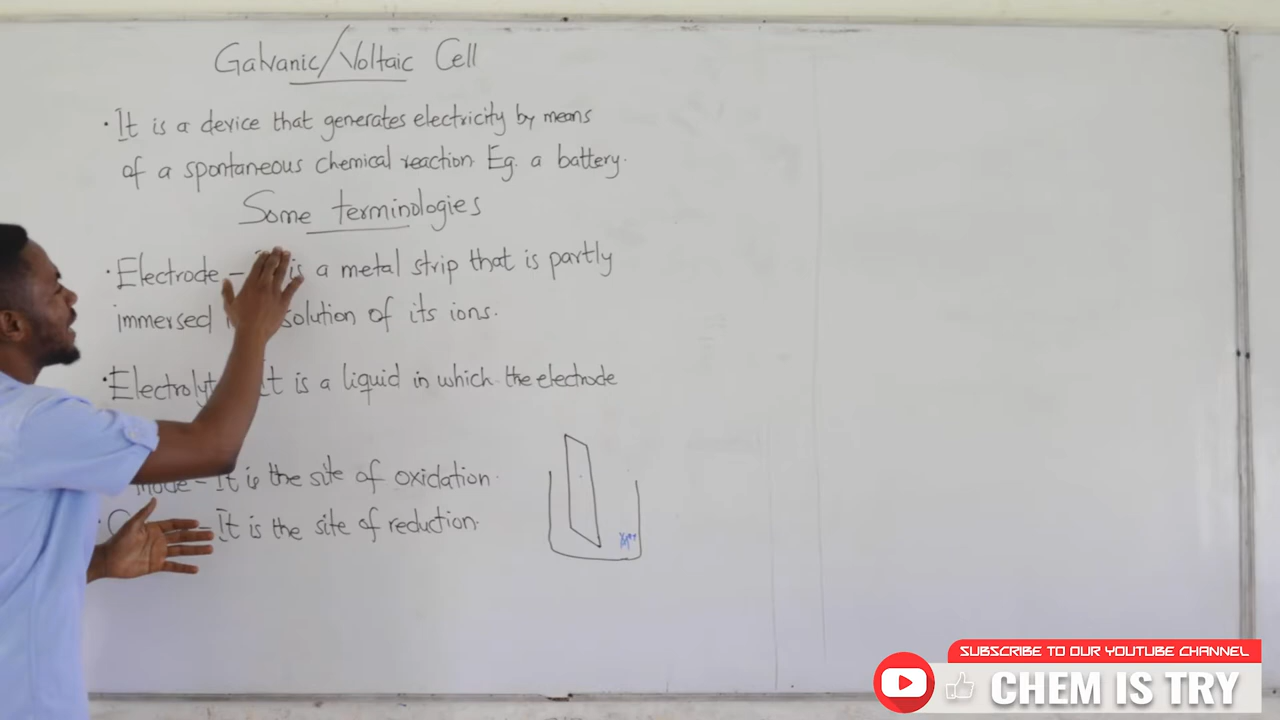 Galvanic/Voltaic Cell
· It is a device that generates electricity by means
of a spontaneous chemical reaction. Eg. a battery.
Some terminologies
· Electrode - is a metal strip that is partly
immersed solution of its ions.
· It is a liquid in which the electrode
- It is the site of oxidation.
· - It is the site of reduction.
SUBSCRIBE TO OUR YOUTUBE CHANNEL
CHEM IS TRY